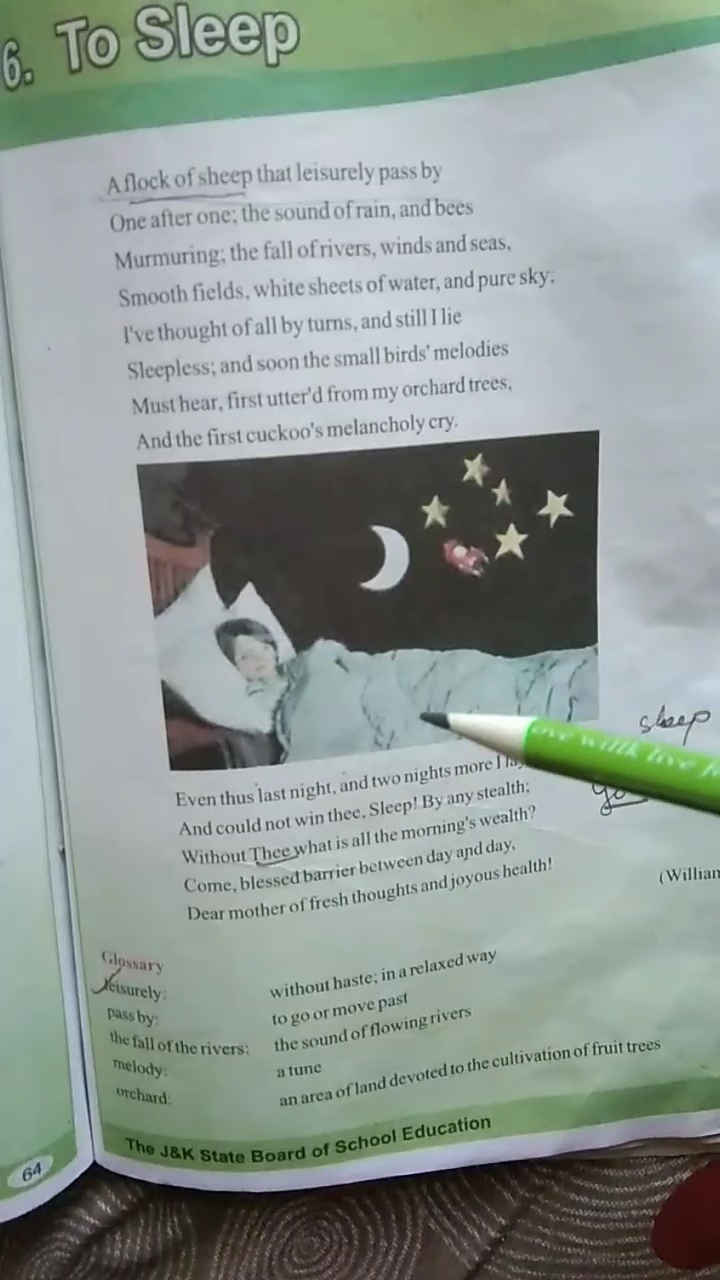 6. To Sleep
A flock of sheep that leisurely pass by
One after one; the sound of rain, and bees
Murmuring; the fall of rivers, winds and seas,
Smooth fields, white sheets of water, and pure sky;
I've thought of all by turns, and still I lie
Sleepless; and soon the small birds' melodies
Must hear, first utter'd from my orchard trees,
And the first cuckoo's melancholy cry.
sleep
Even thus last night, and two nights more I
And could not win thee, Sleep! By any stealth;
Without Thee what is all the morning's wealth?
Come, blessed barrier between day and day,
Dear mother of fresh thoughts and joyous health!
(William
Glossary
leisurely: without haste; in a relaxed way
pass by: to go or move past
the fall of the rivers: the sound of flowing rivers
melody: a tune
orchard: an area of land devoted to the cultivation of fruit trees
The J&K State Board of School Education
64